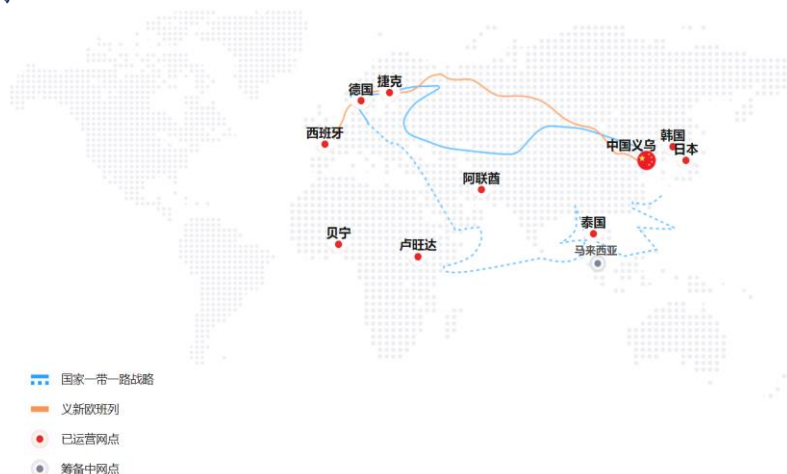 捷克
德国
西班牙
中国义乌
韩国
日本
阿联酋
泰国
贝宁
卢旺达
马来西亚
国家一带一路战略
义新欧班列
已运营网点
筹备中网点